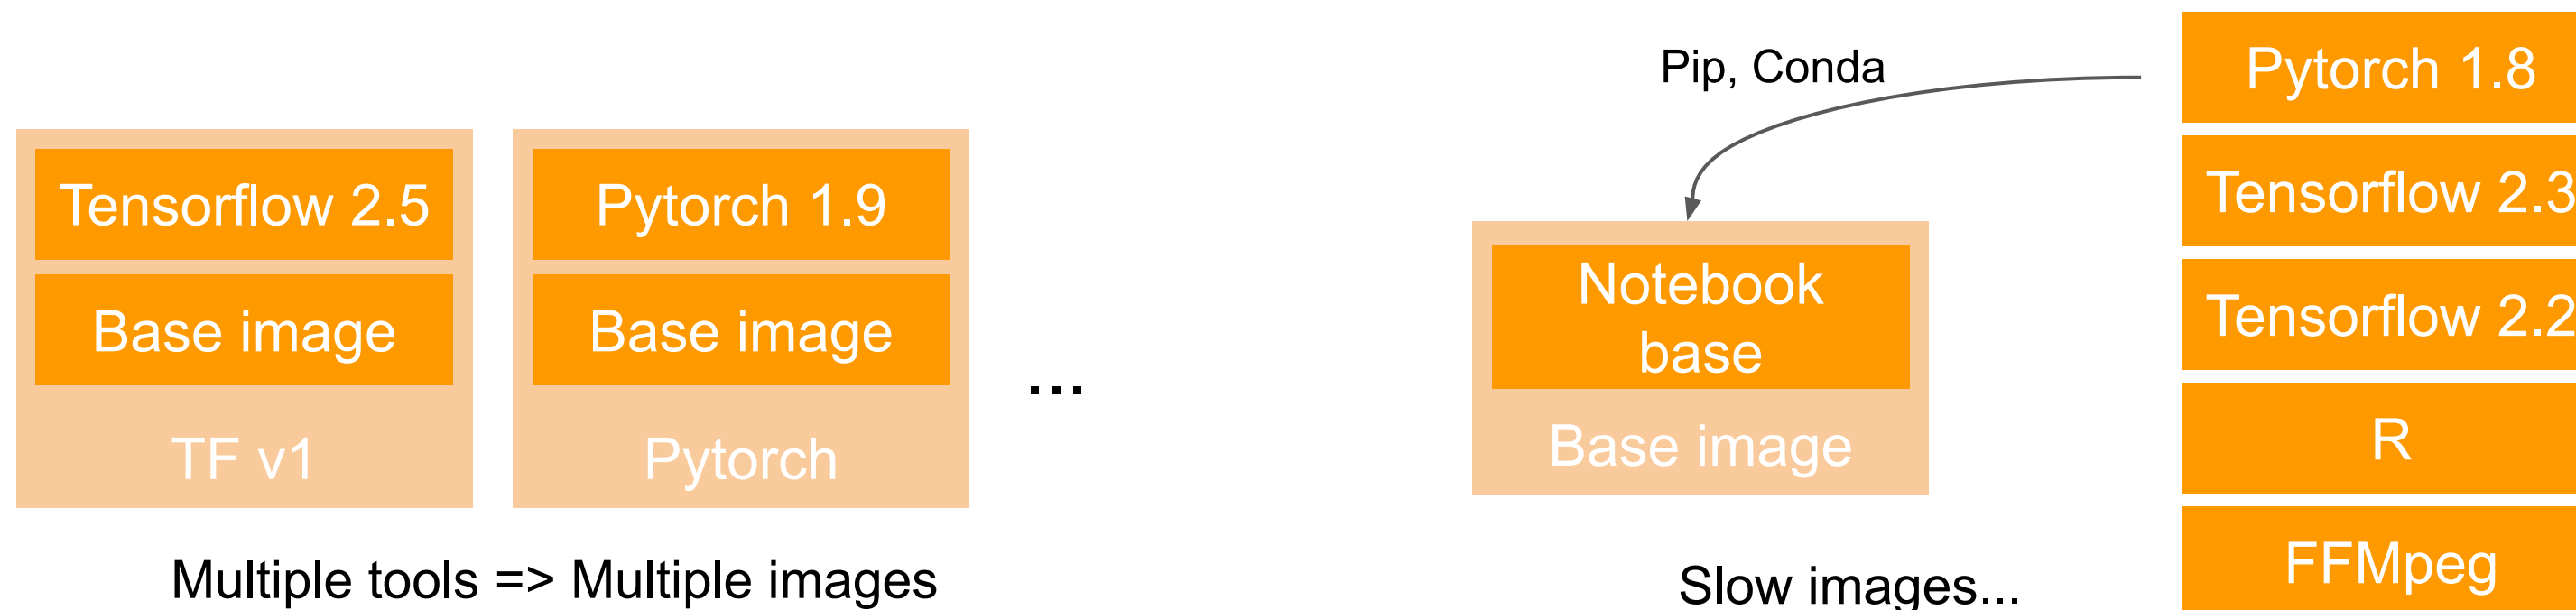 Tensorflow 2.5
Base image
TF v1
Pytorch 1.9
Base image
Pytorch
...
Multiple tools => Multiple images
Pip, Conda
Notebook
base
Base image
Slow images...
Pytorch 1.8
Tensorflow 2.3
Tensorflow 2.2
R
FFMpeg